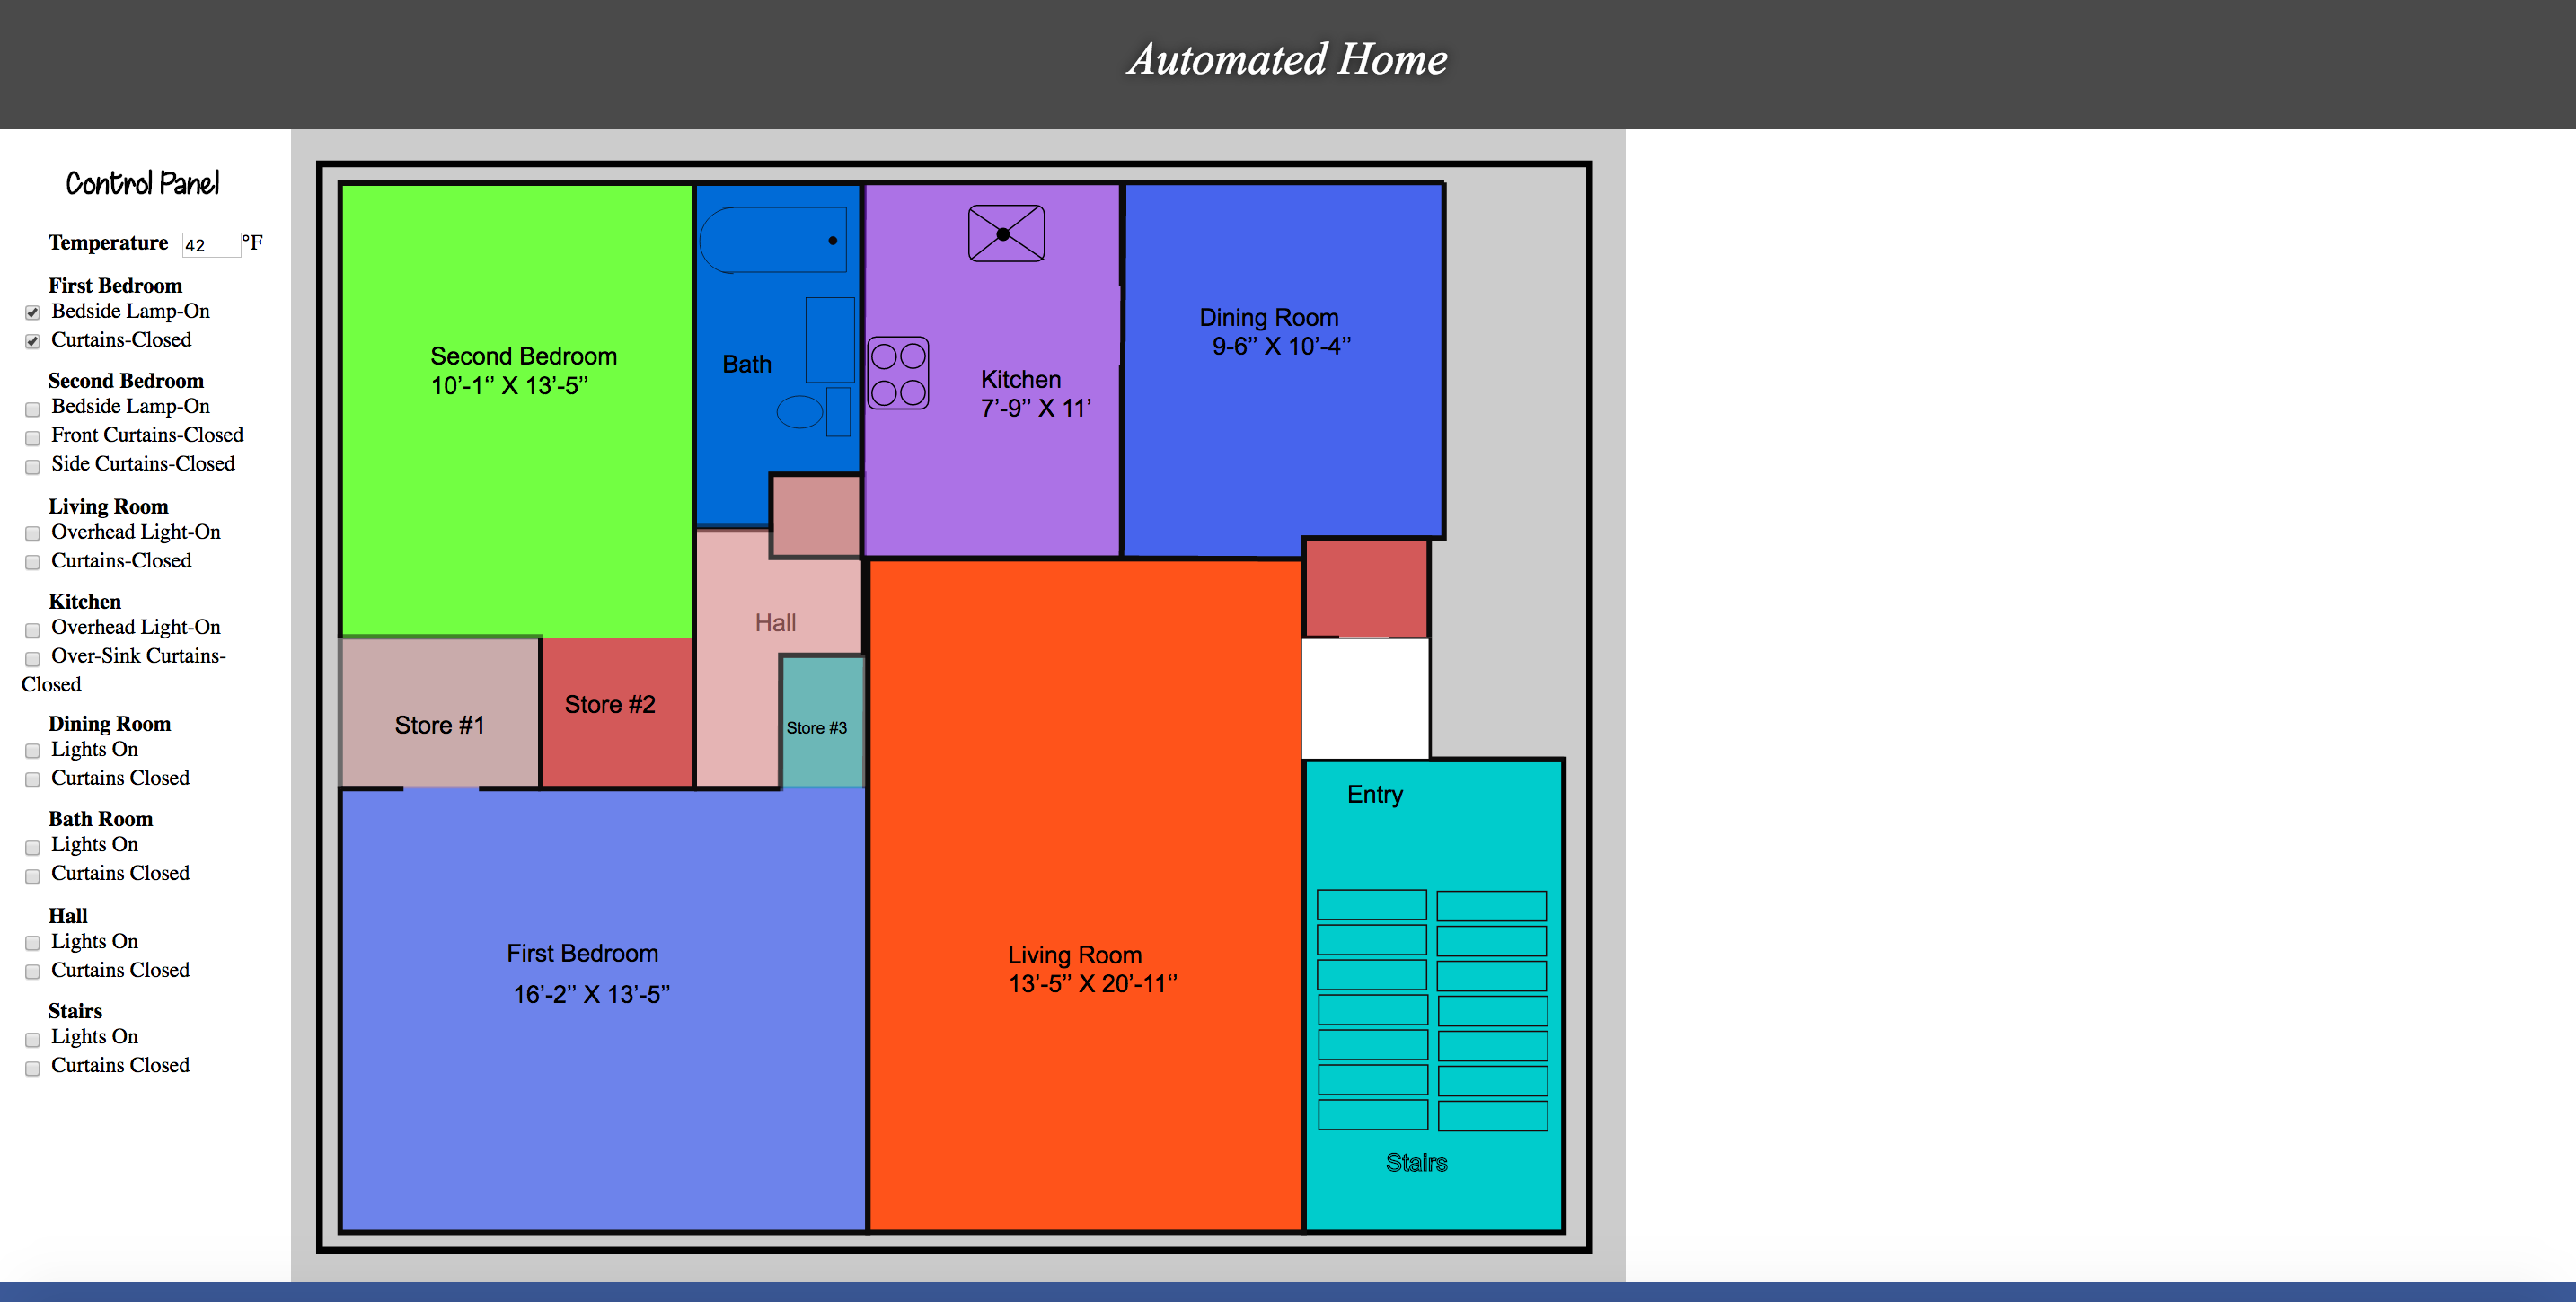 Automated Home
Control Panel
Temperature 42 °F
First Bedroom
Bedside Lamp-On
Curtains-Closed
Second Bedroom
Bedside Lamp-On
Front Curtains-Closed
Side Curtains-Closed
Living Room
Overhead Light-On
Curtains-Closed
Kitchen
Overhead Light-On
Over-Sink Curtains-
Closed
Dining Room
Lights On
Curtains Closed
Bath Room
Lights On
Curtains Closed
Hall
Lights On
Curtains Closed
Stairs
Lights On
Curtains Closed
Second Bedroom
10’-1‘’ X 13’-5’’
Bath
Kitchen
7’-9’’ X 11’
Dining Room
9-6’’ X 10’-4’’
Hall
Store #1
Store #2
Store #3
First Bedroom
16’-2’’ X 13’-5’’
Living Room
13’-5’’ X 20’-11‘’
Entry
Stairs